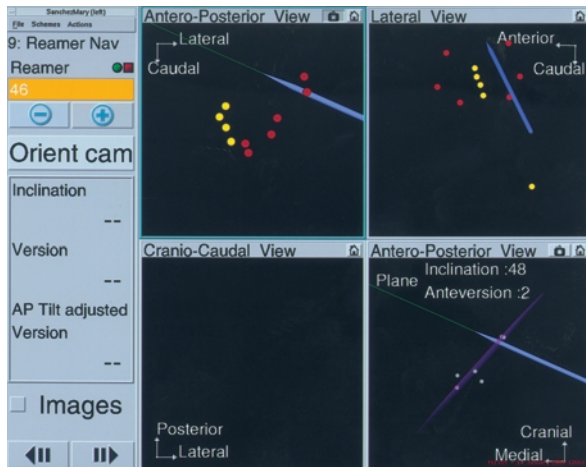 SanchezMary (left)
File Schemes Actions
9: Reamer Nav
Reamer
46
Orient cam
Inclination
--
Version
--
AP Tilt adjusted
Version
--
Images
Antero-Posterior View
Lateral
Caudal
Lateral View
Anterior
Caudal
Cranio-Caudal View
Posterior
Lateral
Antero-Posterior View
Plane
Inclination :48
Anteversion :2
Cranial
Medial